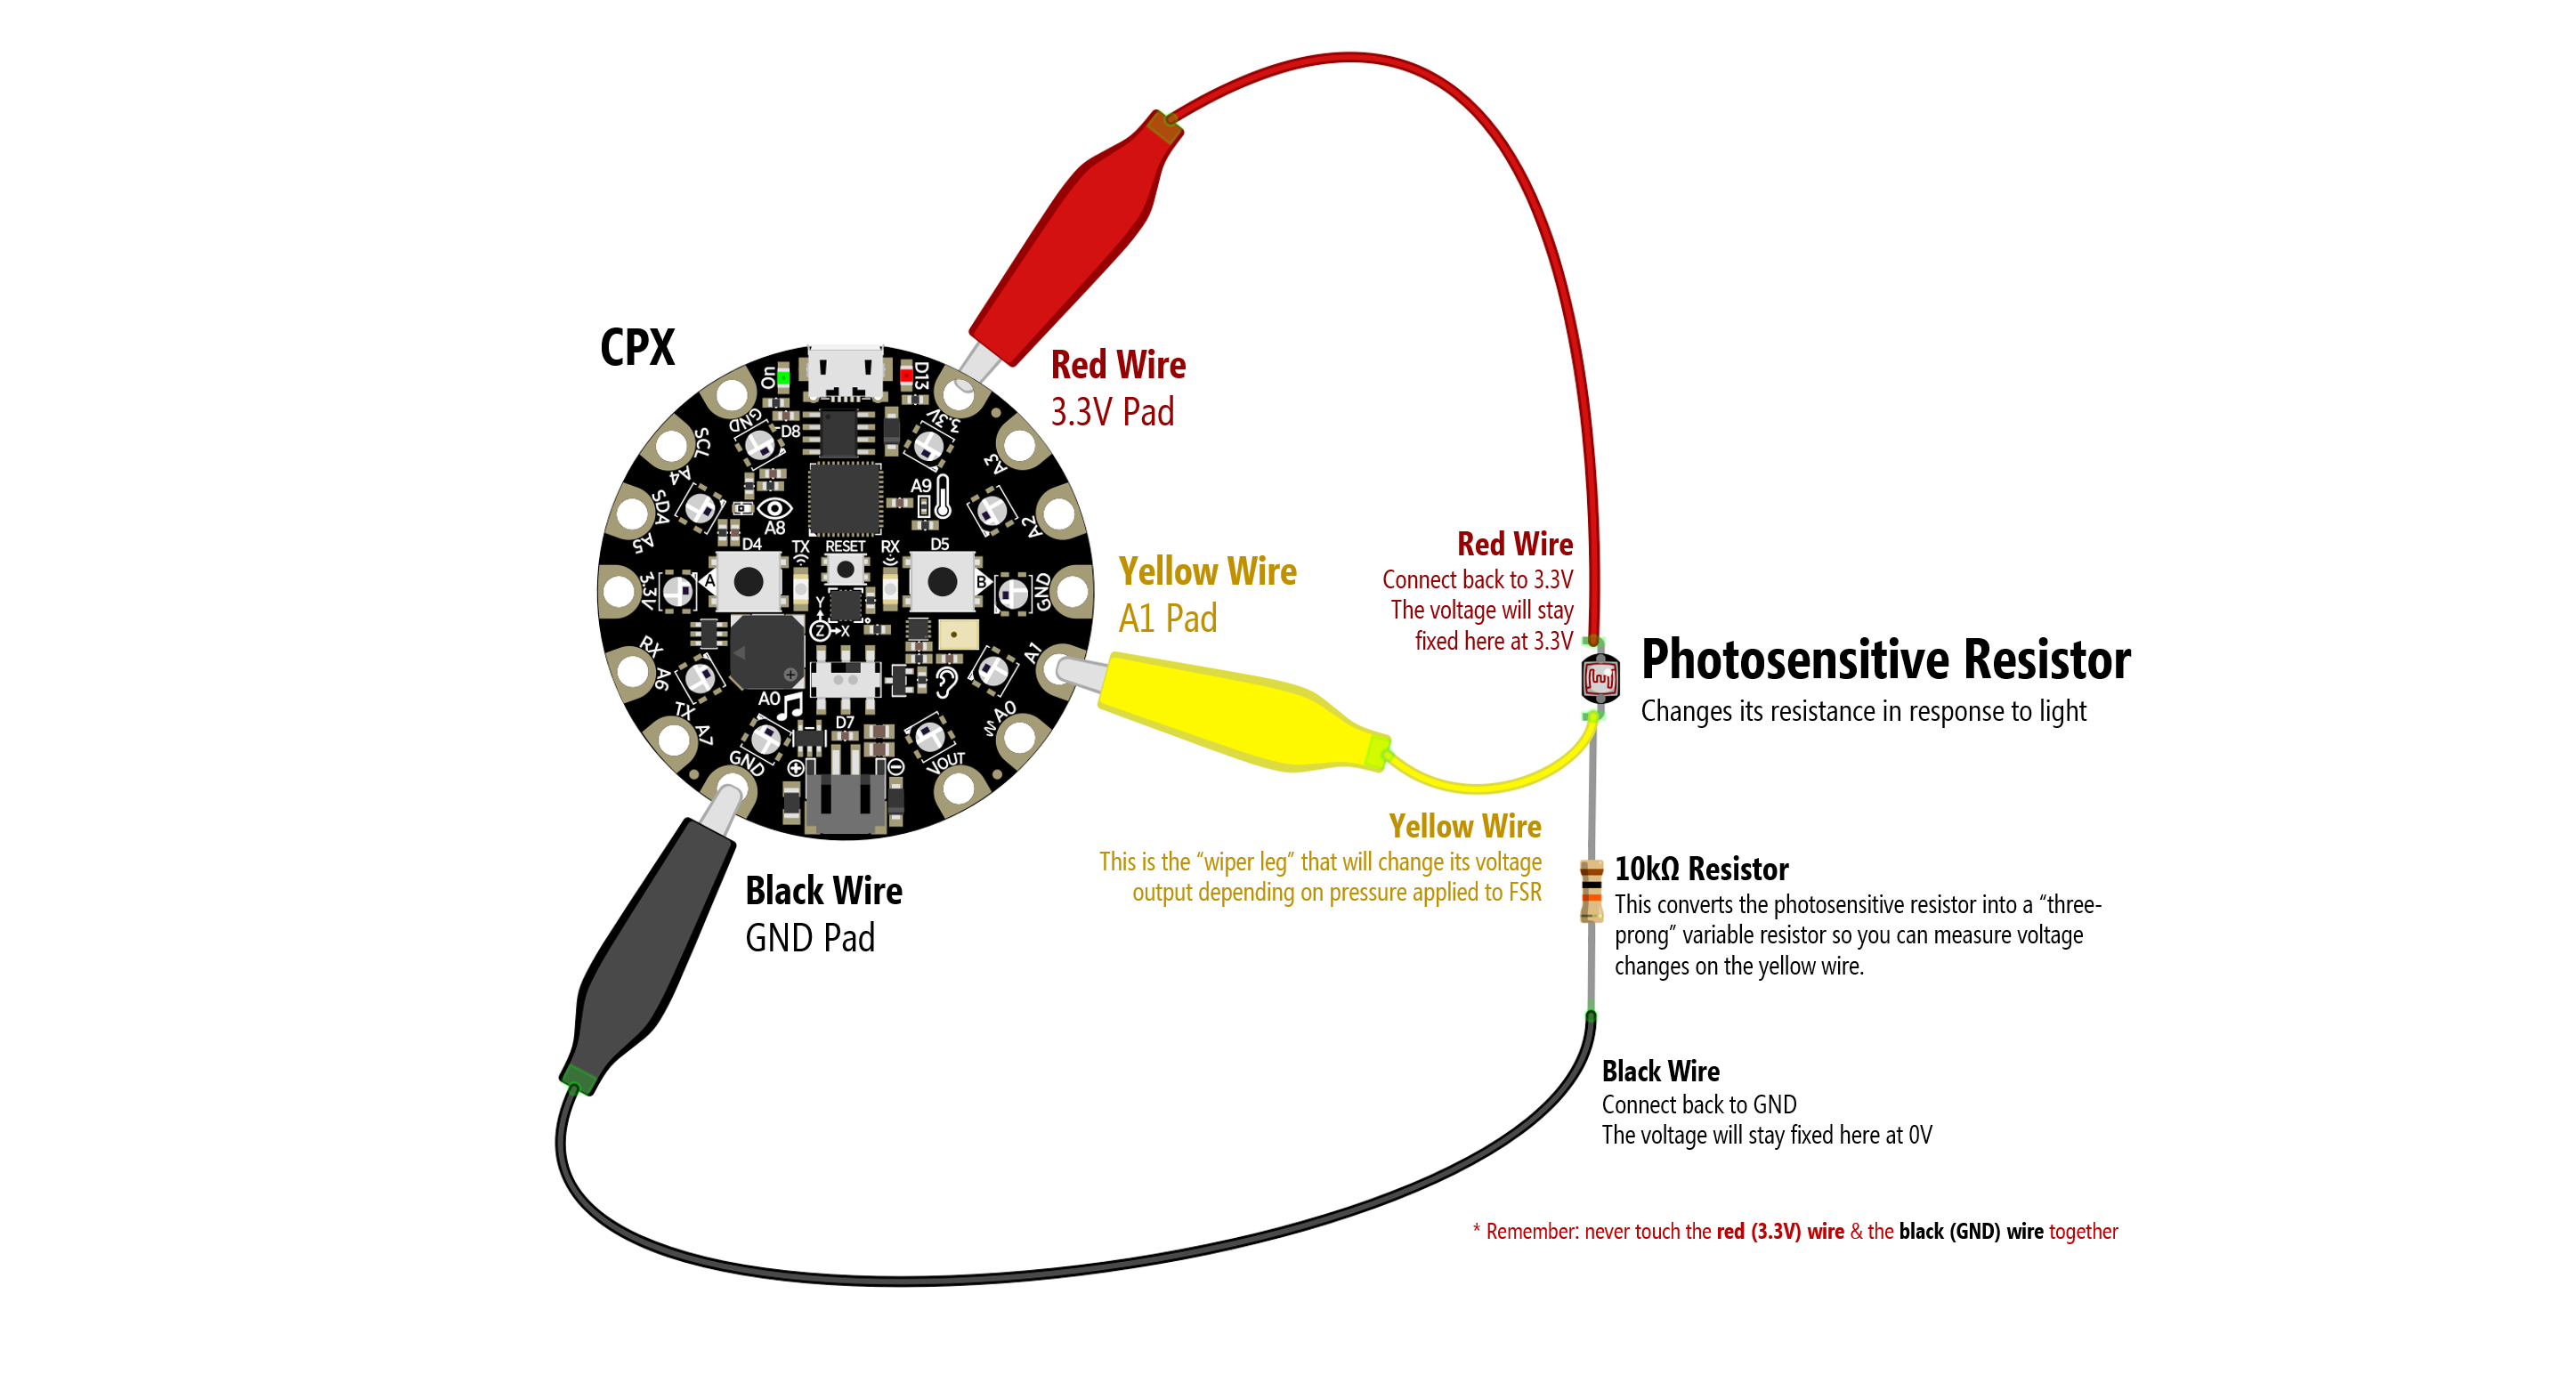 CPX
On
D13
GND
D8
3.3V
SCL
A4
A3
SDA
A5
A8
A9
A2
D4
TX
RESET
RX
D5
A
B
3.3V
GND
Y
Z
X
RX
A6
A1
TX
A7
A0
D7
A0
GND
VOUT
Red Wire
3.3V Pad
Yellow Wire
A1 Pad
Black Wire
GND Pad
Red Wire
Connect back to 3.3V
The voltage will stay
fixed here at 3.3V
Photosensitive Resistor
Changes its resistance in response to light
Yellow Wire
This is the “wiper leg” that will change its voltage
output depending on pressure applied to FSR
10kΩ Resistor
This converts the photosensitive resistor into a “three-
prong” variable resistor so you can measure voltage
changes on the yellow wire.
Black Wire
Connect back to GND
The voltage will stay fixed here at 0V
* Remember: never touch the red (3.3V) wire & the black (GND) wire together